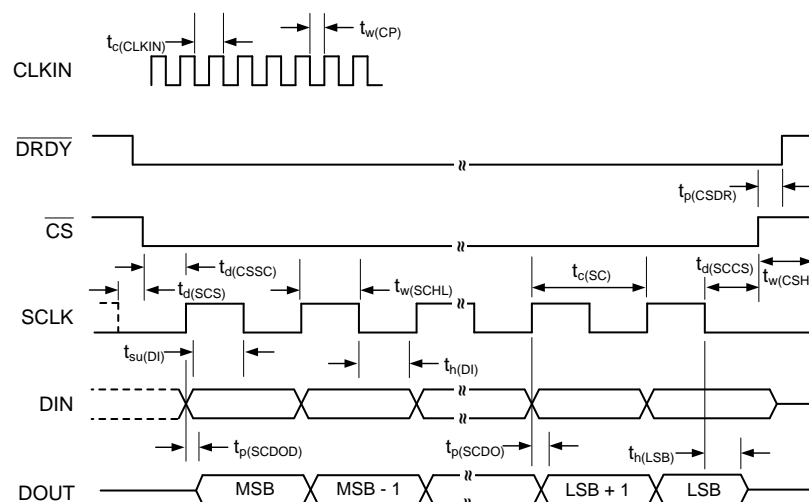 t_c(CLKIN) t_w(CP)
CLKIN
DRDY
t_p(CSDR)
CS
t_d(CSSC) t_c(SC) t_d(SCCS)
t_d(SCS) t_w(SCHL) t_w(CSH
SCLK
t_su(DI) t_h(DI)
DIN
t_p(SCDOD) t_p(SCDO) t_h(LSB)
DOUT MSB MSB - 1 LSB + 1 LSB